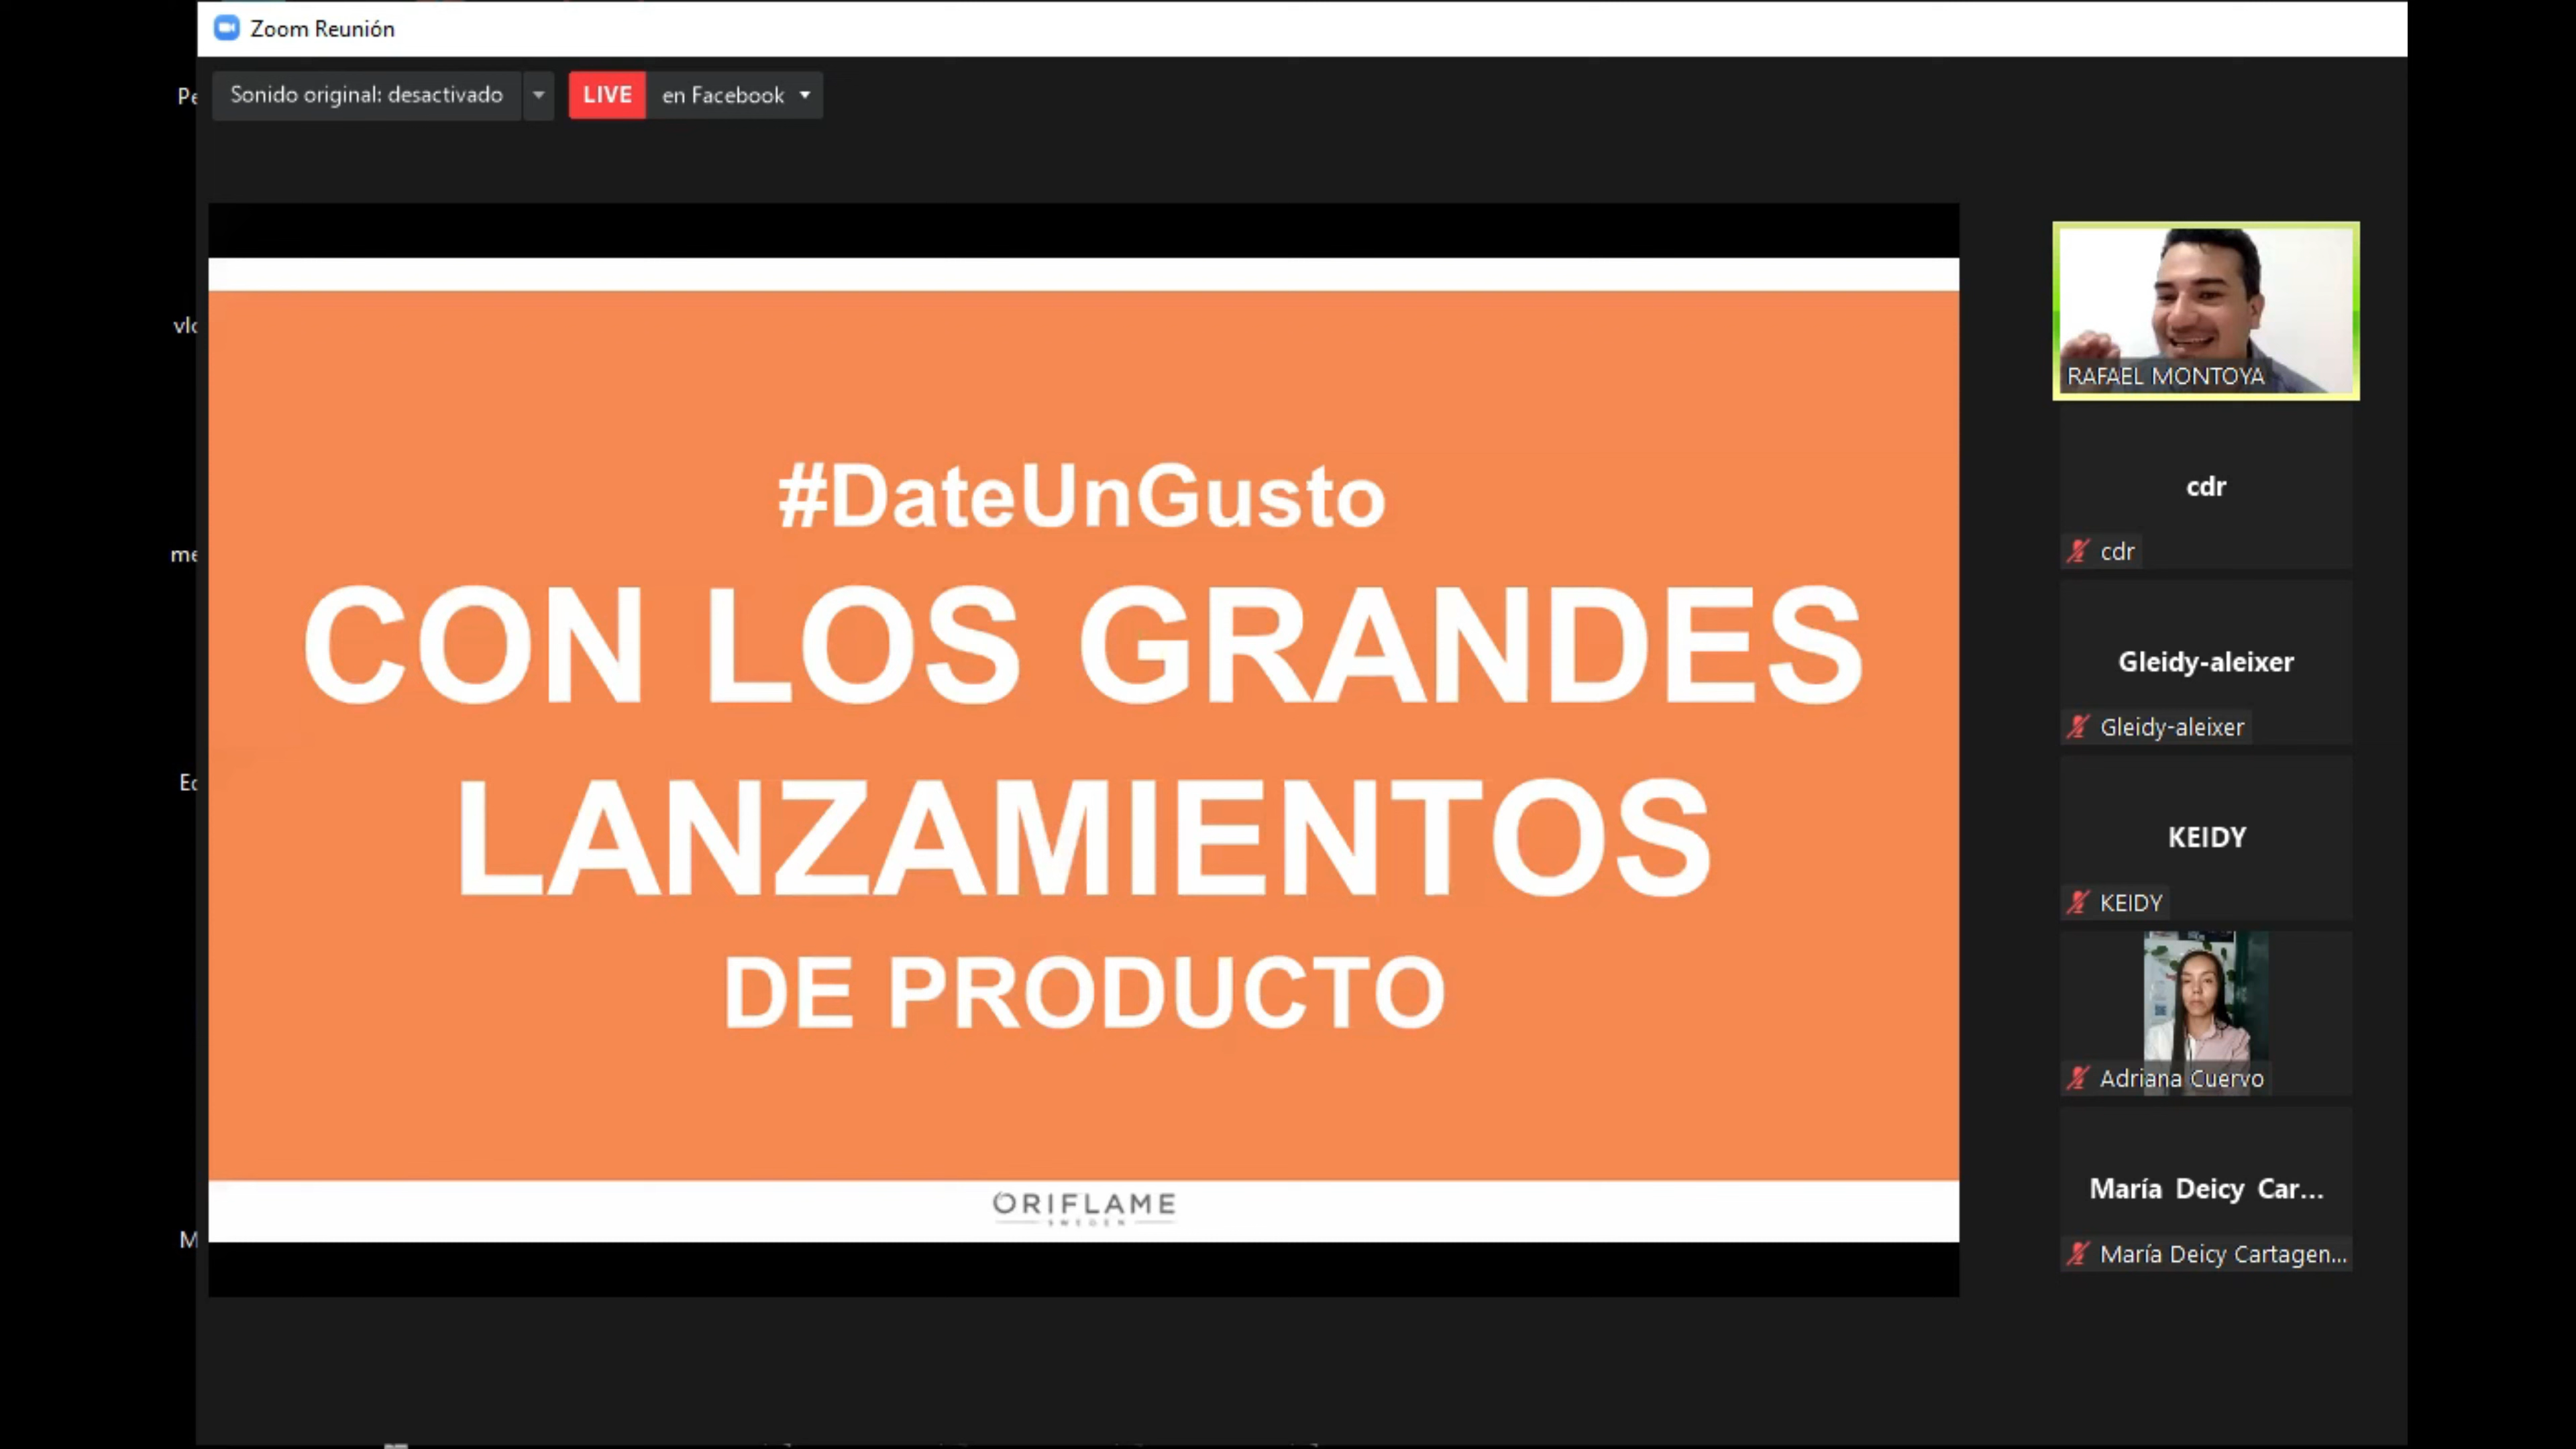 Zoom Reunión
Sonido original: desactivado
LIVE en Facebook
#DateUnGusto
CON LOS GRANDES
LANZAMIENTOS
DE PRODUCTO
ORIFLAME
SWEDEN
RAFAEL MONTOYA
cdr
cdr
Gleidy-aleixer
Gleidy-aleixer
KEIDY
KEIDY
Adriana Cuervo
María Deicy Car...
María Deicy Cartagen...